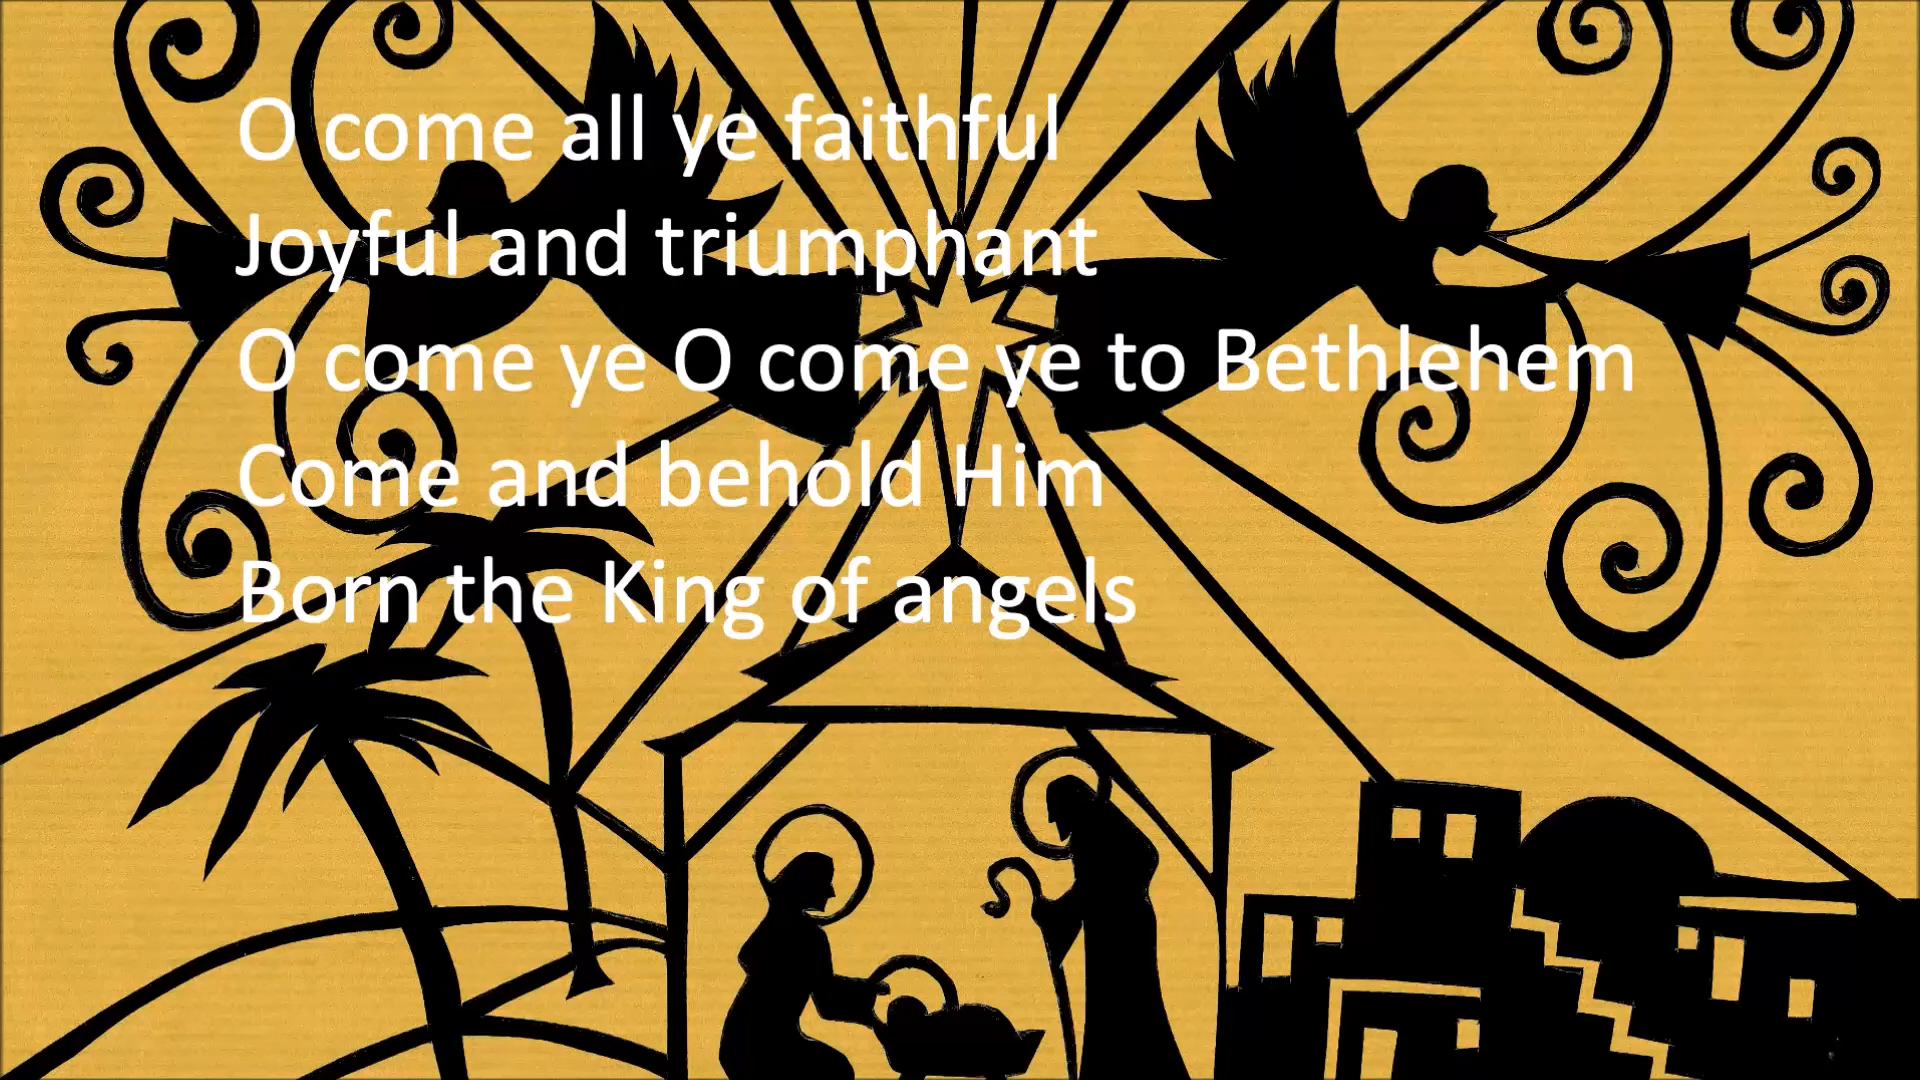 O come all ye faithful
Joyful and triumphant
O come ye O come ye to Bethlehem
Come and behold Him
Born the King of angels